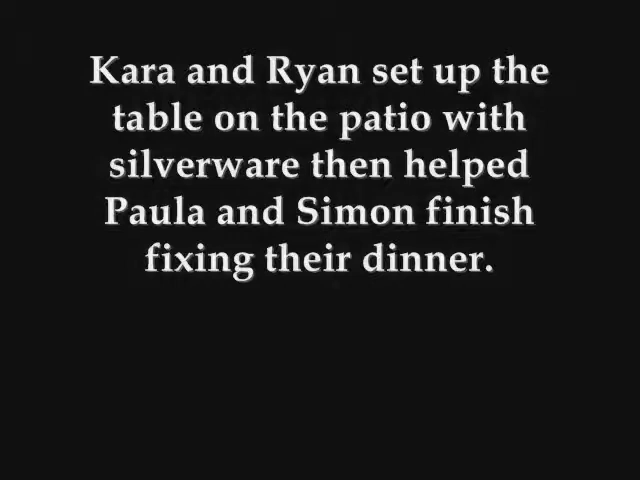 Kara and Ryan set up the
table on the patio with
silverware then helped
Paula and Simon finish
fixing their dinner.